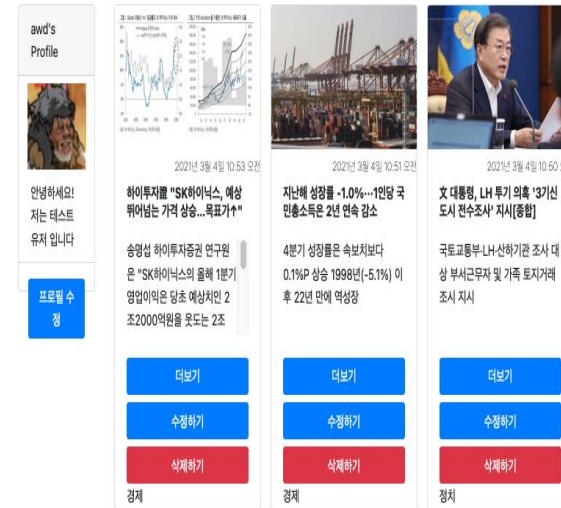 awd's
Profile
안녕하세요!
저는 테스트
유저 입니다
프로필 수
정
2021년 3월 4일 10:53 오전
하이투자證 "SK하이닉스, 예상
뛰어넘는 가격 상승...목표가↑"
송명섭 하이투자증권 연구원
은 "SK하이닉스의 올해 1분기
영업이익은 당초 예상치인 2
조2000억원을 웃도는 2조
더보기
수정하기
삭제하기
경제
2021년 3월 4일 10:51 오전
지난해 성장률 -1.0%···1인당 국
민총소득은 2년 연속 감소
4분기 성장률은 속보치보다
0.1%P 상승 1998년(-5.1%) 이
후 22년 만에 역성장
더보기
수정하기
삭제하기
경제
2021년 3월 4일 10:50
文 대통령, LH 투기 의혹 '3기신
도시 전수조사' 지시[종합]
국토교통부·LH·산하기관 조사 대
상 부서근무자 및 가족 토지거래
조사 지시
더보기
수정하기
삭제하기
정치